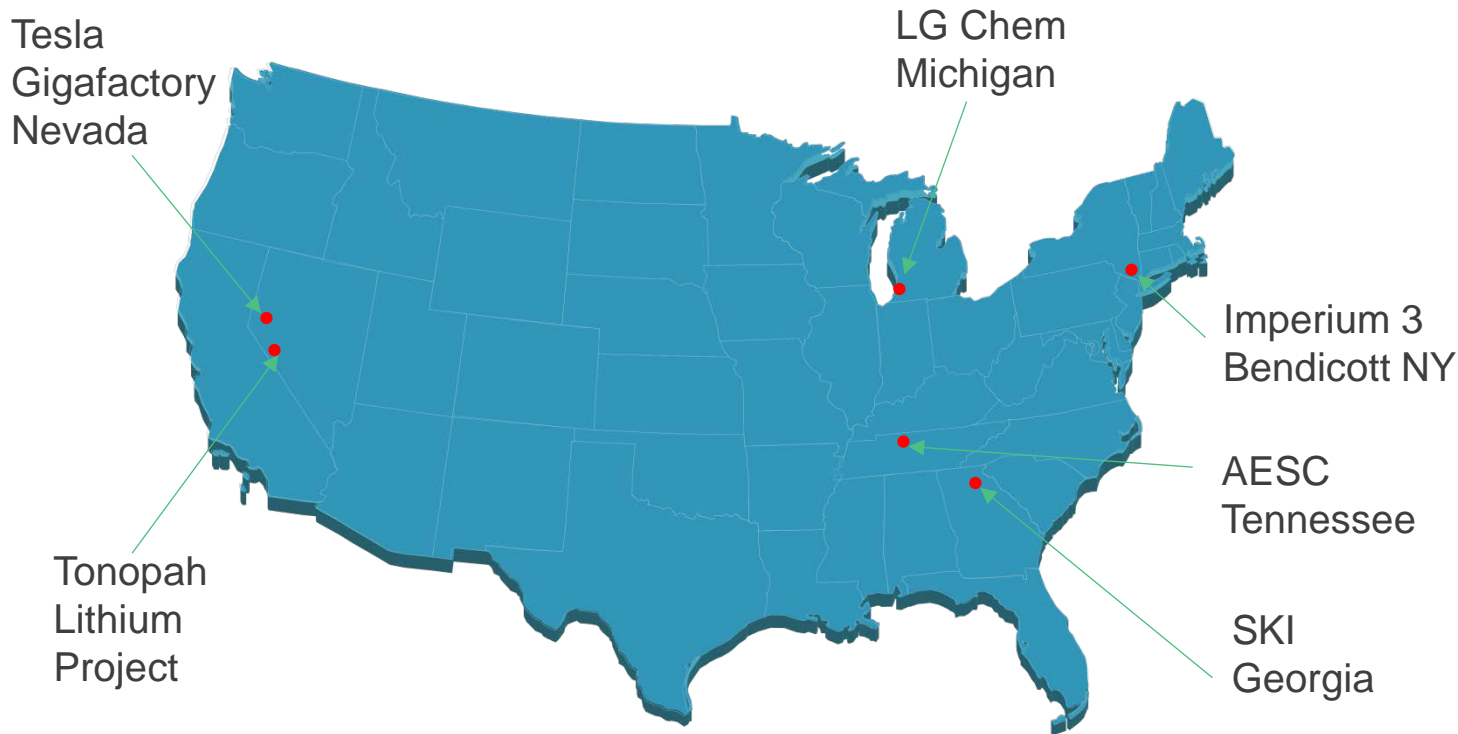 Tesla
Gigafactory
Nevada
LG Chem
Michigan
Imperium 3
Bendicott NY
AESC
Tennessee
SKI
Georgia
Tonopah
Lithium
Project